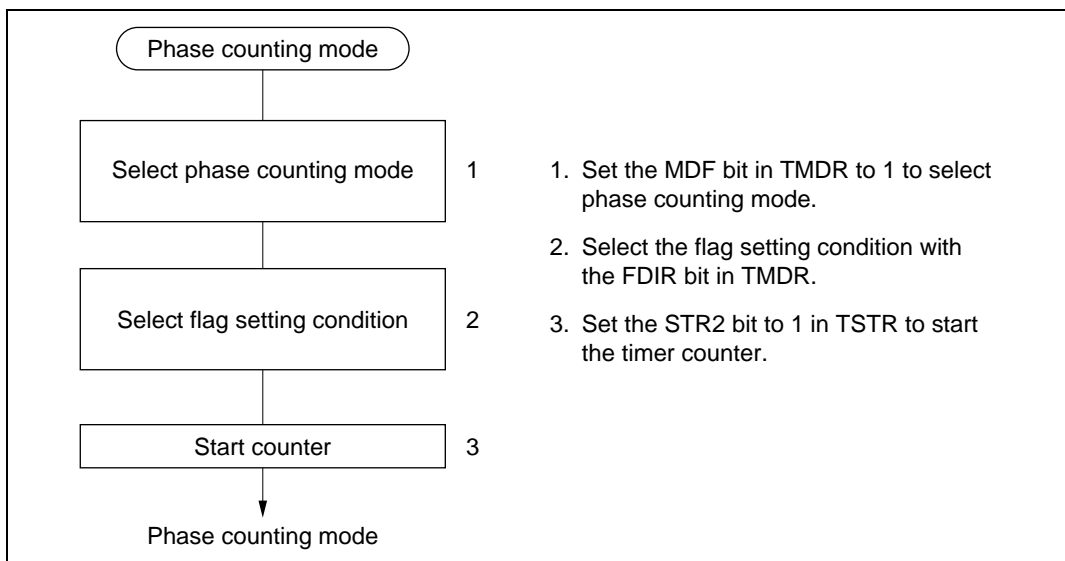 Phase counting mode
Select phase counting mode 1
Select flag setting condition 2
Start counter 3
Phase counting mode
1. Set the MDF bit in TMDR to 1 to select
phase counting mode.
2. Select the flag setting condition with
the FDIR bit in TMDR.
3. Set the STR2 bit to 1 in TSTR to start
the timer counter.